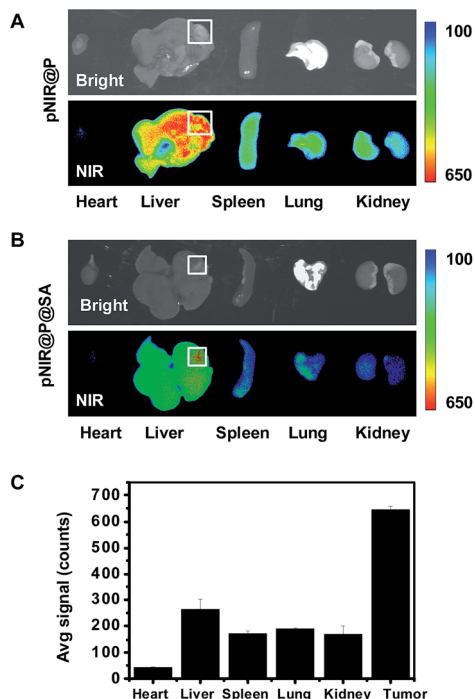 A
pNIR@P
Bright
NIR
100
650
Heart Liver Spleen Lung Kidney
B
pNIR@P@SA
Bright
NIR
100
650
Heart Liver Spleen Lung Kidney
C
Avg signal (counts)
700
600
500
400
300
200
100
0
Heart Liver Spleen Lung Kidney Tumor